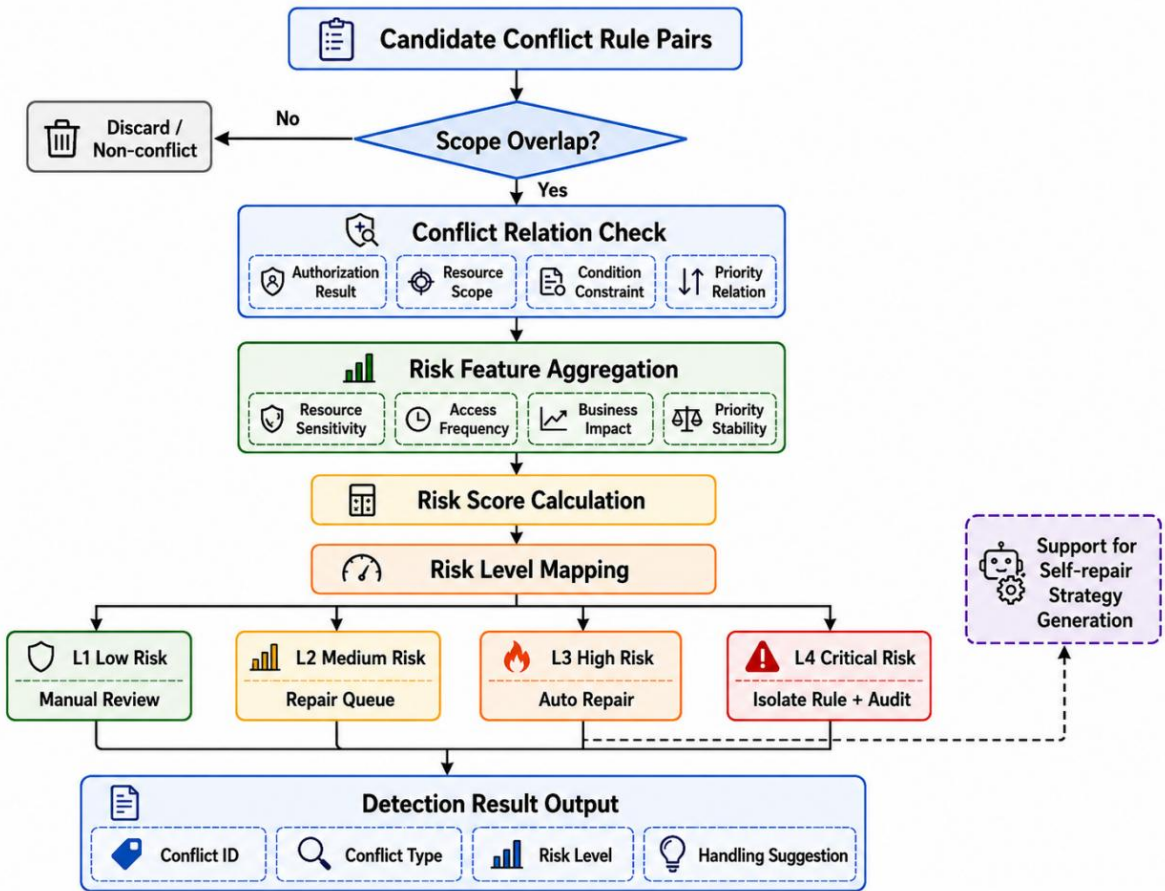 Candidate Conflict Rule Pairs
No
Discard /
Non-conflict
Scope Overlap?
Yes
Conflict Relation Check
Authorization
Result
Resource
Scope
Condition
Constraint
Priority
Relation
Risk Feature Aggregation
Resource
Sensitivity
Access
Frequency
Business
Impact
Priority
Stability
Risk Score Calculation
Risk Level Mapping
Support for
Self-repair
Strategy
Generation
L1 Low Risk
Manual Review
L2 Medium Risk
Repair Queue
L3 High Risk
Auto Repair
L4 Critical Risk
Isolate Rule + Audit
Detection Result Output
Conflict ID
Conflict Type
Risk Level
Handling Suggestion